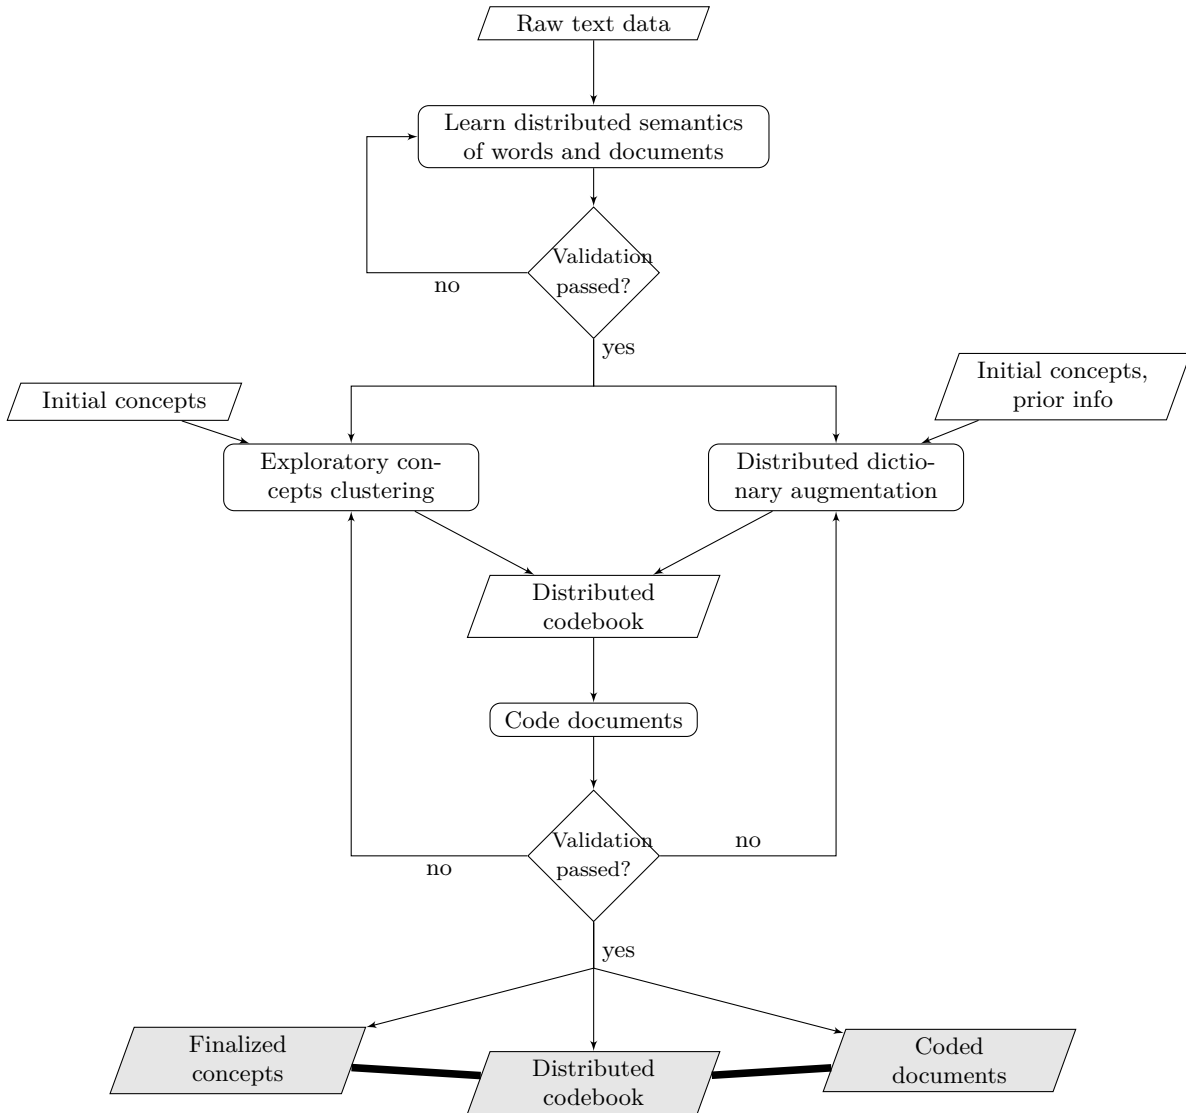 Raw text data
Learn distributed semantics
of words and documents
Validation
passed?
no
yes
Initial concepts
Initial concepts,
prior info
Exploratory con-
cepts clustering
Distributed dictio-
nary augmentation
Distributed
codebook
Code documents
Validation
passed?
no
no
yes
Finalized
concepts
Distributed
codebook
Coded
documents